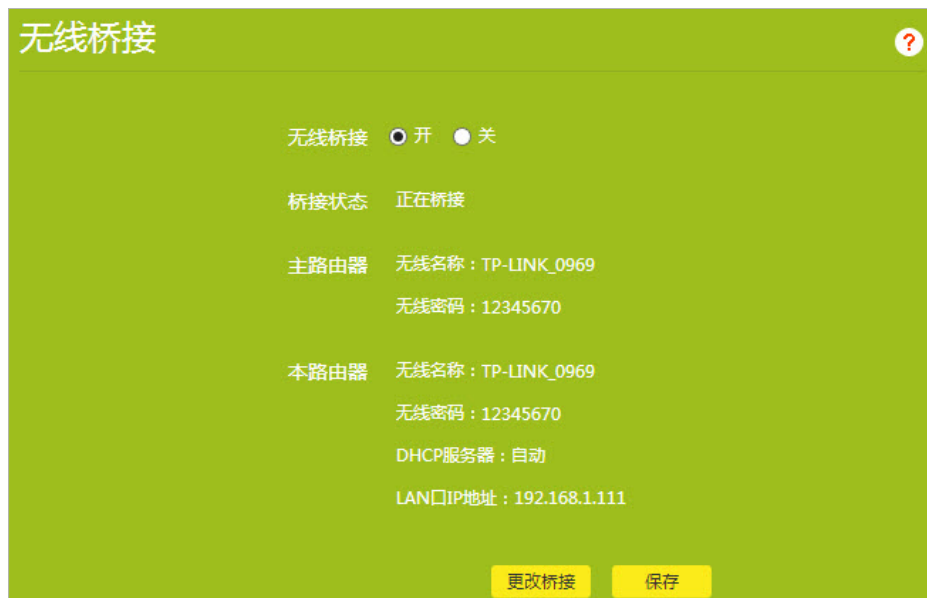 无线桥接
?
无线桥接 开 关
桥接状态 正在桥接
主路由器 无线名称：TP-LINK_0969
无线密码：12345670
本路由器 无线名称：TP-LINK_0969
无线密码：12345670
DHCP服务器：自动
LAN口IP地址：192.168.1.111
更改桥接 保存